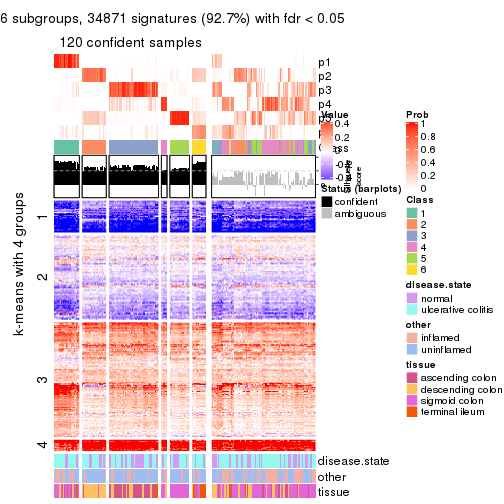 6 subgroups, 34871 signatures (92.7%) with fdr < 0.05
120 confident samples
p1
p2
p3
p4
Value
0.4
0.2
Prob
1
0.8
0.6
0.4
0.2
0
Status (barplots)
confident
ambiguous
Class
1
2
3
4
5
6
disease.state
normal
ulcerative colitis
other
inflamed
uninflamed
tissue
ascending colon
descending colon
sigmoid colon
terminal ileum
k-means with 4 groups
1
2
3
4
disease.state
other
tissue